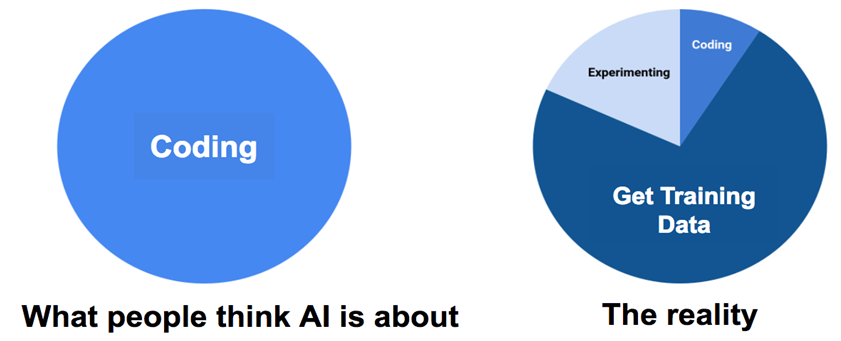 Coding
What people think AI is about
Coding
Experimenting
Get Training
Data
The reality